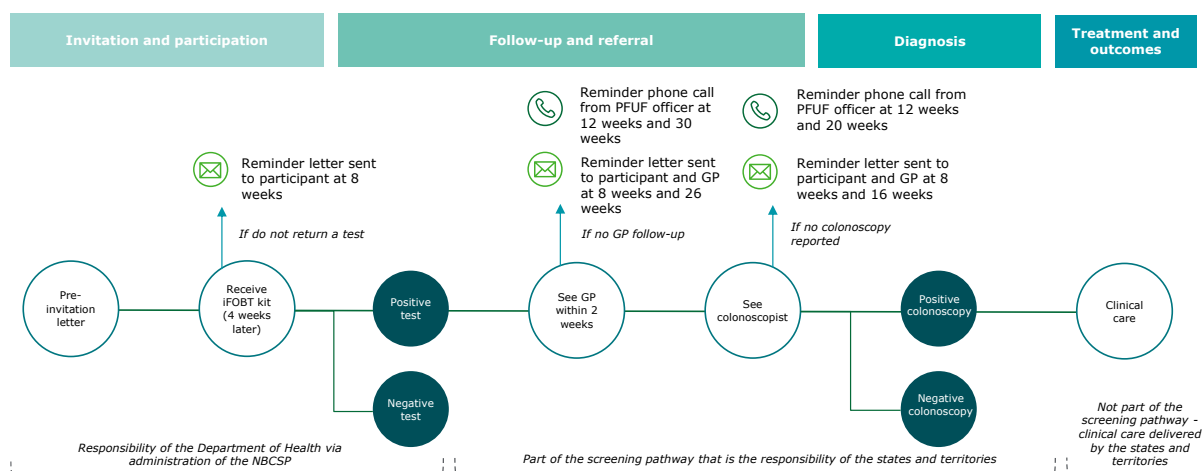 Invitation and participation
Follow-up and referral
Diagnosis
Treatment and
outcomes
Reminder phone call
from PFUF officer at
12 weeks and 30
weeks
Reminder phone call from
PFUF officer at 12 weeks
and 20 weeks
Reminder letter sent
to participant at 8
weeks
Reminder letter sent
to participant and GP
at 8 weeks and 26
weeks
Reminder letter sent to
participant and GP at 8
weeks and 16 weeks
If do not return a test
If no GP follow-up
If no colonoscopy
reported
Pre-
invitation
letter
Receive
iFOBT kit
(4 weeks
later)
Positive
test
See GP
within 2
weeks
See
colonoscopist
Positive
colonoscopy
Clinical
care
Negative
test
Negative
colonoscopy
Responsibility of the Department of Health via
administration of the NBCSP
Part of the screening pathway that is the responsibility of the states and territories
Not part of the
screening pathway -
clinical care delivered
by the states and
territories